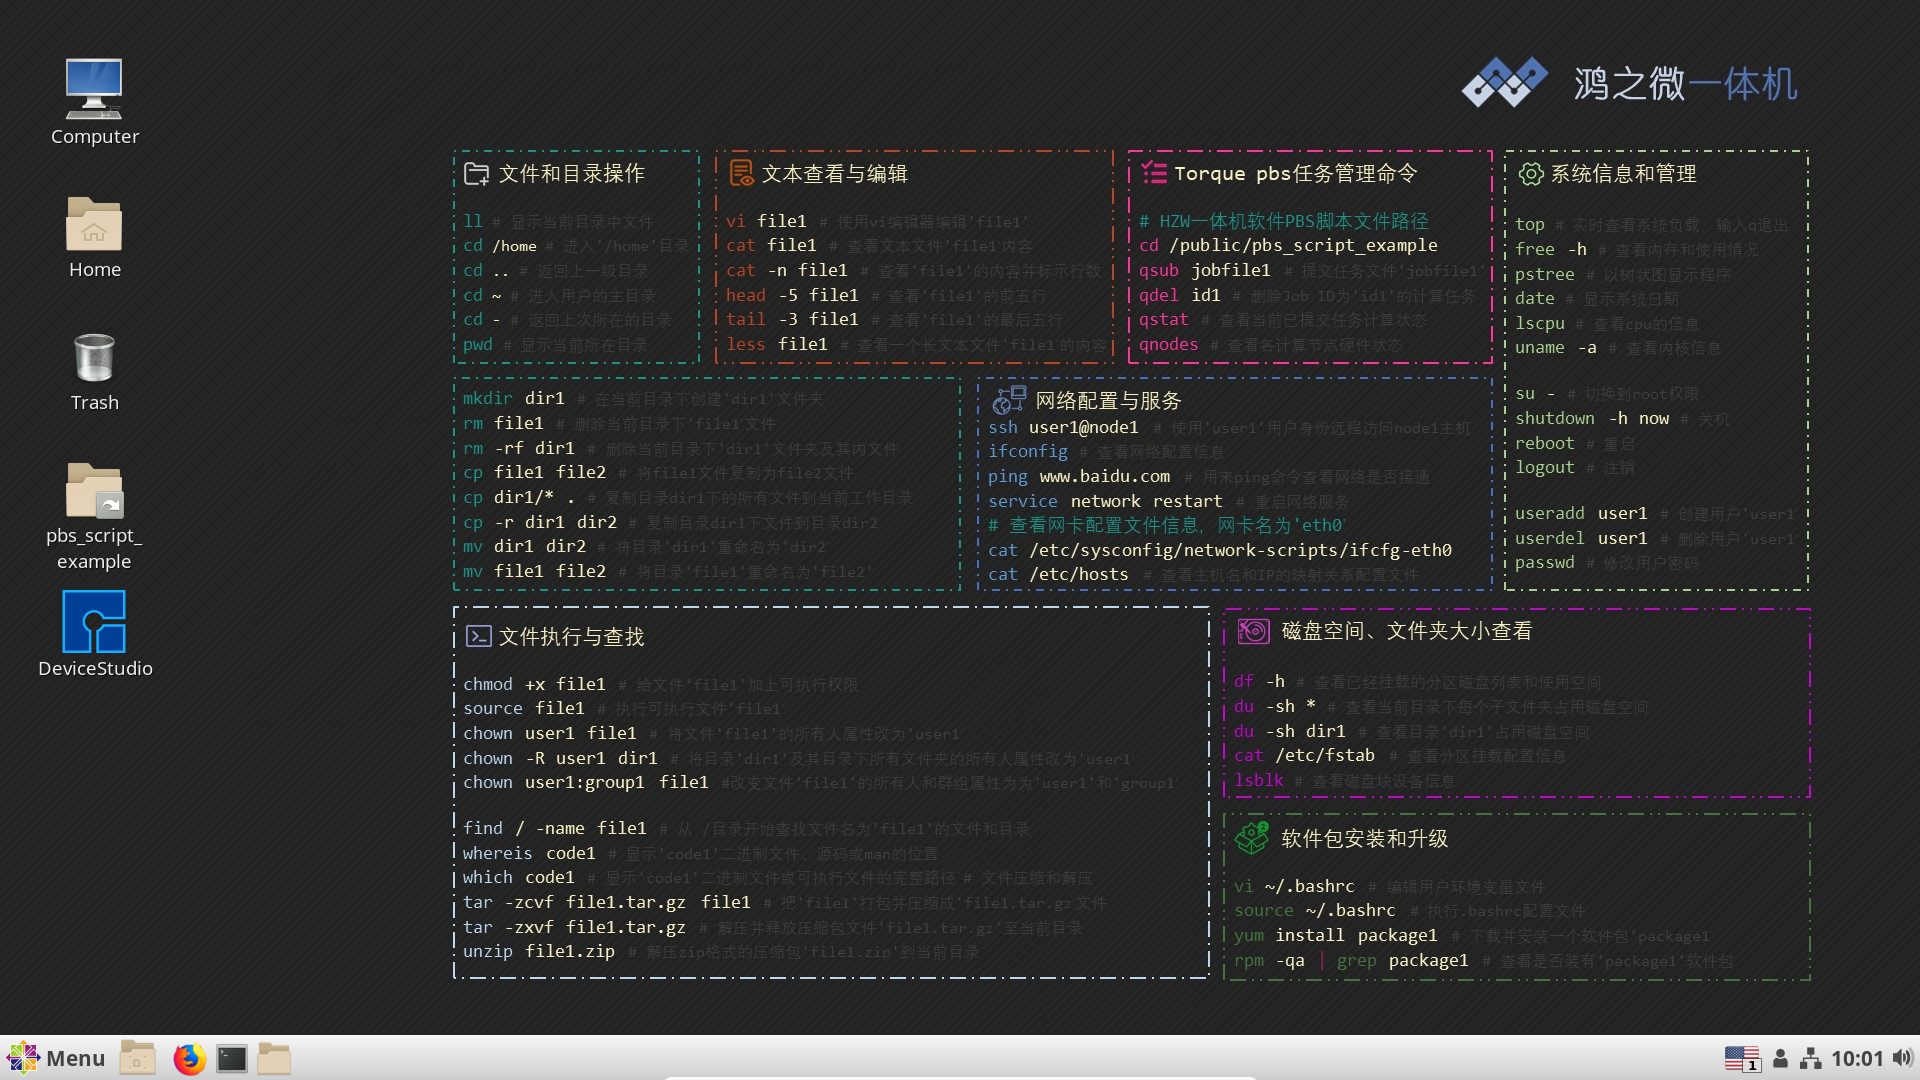 Computer
Home
Trash
pbs_script_
example
DeviceStudio
鸿之微一体机
文件和目录操作
ll # 显示当前目录中文件
cd /home # 进入'/home'目录
cd .. # 返回上一级目录
cd ~ # 进入用户的主目录
cd - # 返回上次所在的目录
pwd # 显示当前所在目录
文本查看与编辑
vi file1 # 使用vi编辑器编辑'file1'
cat file1 # 查看文本文件'file1'内容
cat -n file1 # 查看'file1'的内容并标示行数
head -5 file1 # 查看'file1'的前五行
tail -3 file1 # 查看'file1'的最后五行
less file1 # 查看一个长文本文件'file1'的内容
Torque pbs任务管理命令
# HZW一体机软件PBS脚本文件路径
cd /public/pbs_script_example
qsub jobfile1 # 提交任务文件'jobfile1'
qdel id1 # 删除Job ID为'id1'的计算任务
qstat # 查看当前已提交任务计算状态
qnodes # 查看各计算节点硬件状态
系统信息和管理
top # 实时查看系统负载，输入q退出
free -h # 查看内存和使用情况
pstree # 以树状图显示程序
date # 显示系统日期
lscpu # 查看cpu的信息
uname -a # 查看内核信息
su - # 切换到root权限
shutdown -h now # 关机
reboot # 重启
logout # 注销
useradd user1 # 创建用户'user1'
userdel user1 # 删除用户'user1'
passwd # 修改用户密码
mkdir dir1 # 在当前目录下创建'dir1'文件夹
rm file1 # 删除当前目录下'file1'文件
rm -rf dir1 # 删除当前目录下'dir1'文件夹及其内文件
cp file1 file2 # 将file1文件复制为file2文件
cp dir1/* . # 复制目录dir1下的所有文件到当前工作目录
cp -r dir1 dir2 # 复制目录dir1下文件到目录dir2
mv dir1 dir2 # 将目录'dir1'重命名为'dir2
mv file1 file2 # 将目录'file1'重命名为'file2'
网络配置与服务
ssh user1@node1 # 使用'user1'用户身份远程访问node1主机
ifconfig # 查看网络配置信息
ping www.baidu.com # 用来ping命令查看网络是否接通
service network restart # 重启网络服务
# 查看网卡配置文件信息，网卡名为'eth0'
cat /etc/sysconfig/network-scripts/ifcfg-eth0
cat /etc/hosts # 查看主机名和IP的映射关系配置文件
文件执行与查找
chmod +x file1 # 给文件'file1'加上可执行权限
source file1 # 执行可执行文件'file1'
chown user1 file1 # 将文件'file1'的所有人属性改为'user1'
chown -R user1 dir1 # 将目录'dir1'及其目录下所有文件夹的所有人属性改为'user1
chown user1:group1 file1 #改变文件'file1'的所有人和群组属性为为'user1'和'group1'
find / -name file1 # 从 /目录开始查找文件名为'file1'的文件和目录
whereis code1 # 显示'code1'二进制文件、源码或man的位置
which code1 # 显示'code1'二进制文件或可执行文件的完整路径 # 文件压缩和解压
tar -zcvf file1.tar.gz file1 # 把'file1'打包并压缩成'file1.tar.gz'文件
tar -zxvf file1.tar.gz # 解压并释放压缩包文件'file1.tar.gz'至当前目录
unzip file1.zip # 解压zip格式的压缩包'file1.zip'到当前目录
磁盘空间、文件夹大小查看
df -h # 查看已经挂载的分区磁盘列表和使用空间
du -sh * # 查看当前目录下每个子文件夹占用磁盘空间
du -sh dir1 # 查看目录'dir1'占用磁盘空间
cat /etc/fstab # 查看分区挂载配置信息
lsblk # 查看磁盘块设备信息
软件包安装和升级
vi ~/.bashrc # 编辑用户环境变量文件
source ~/.bashrc # 执行.bashrc配置文件
yum install package1 # 下载并安装一个软件包'package1
rpm -qa | grep package1 # 查看是否装有'package1'软件包
Menu
1
10:01